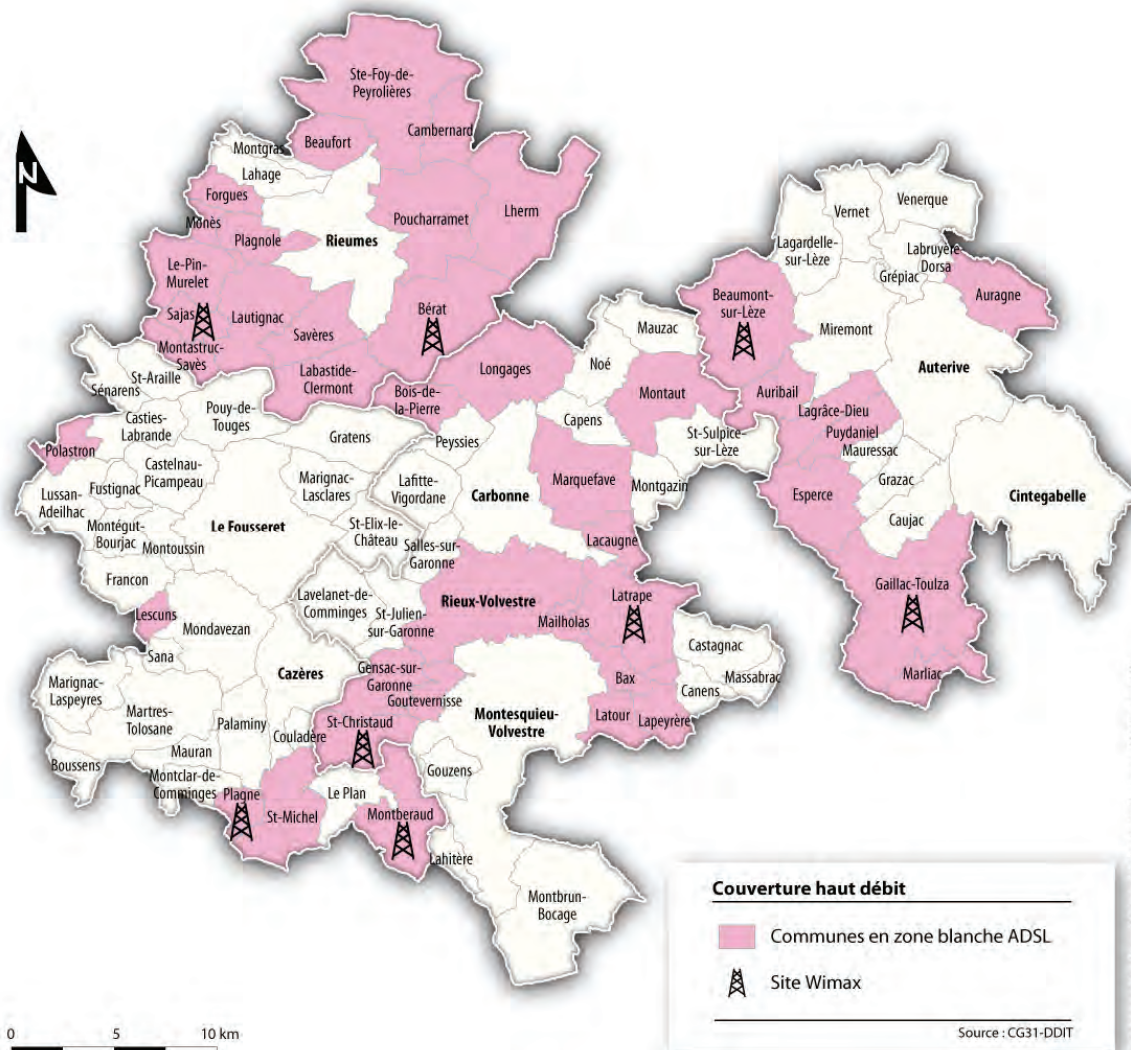 Ste-Foy-de-
Peyrolières
Cambernard
Beaufort
Montgras
Lahage
Forgues
Monès
Plagnole
Rieumes
Poucharramet
Lherm
Le-Pin-
Murelet
Sajas
Lautignac
Savères
Bérat
Montastruc-
Savès
Labastide-
Clermont
Bois-de-
la-Pierre
Longages
Mauzac
Noé
Capens
Montaut
St-Sulpice-
sur-Lèze
Montgazin
Beaumont-
sur-Lèze
Lagardelle-
sur-Lèze
Vernet
Venerque
Labruyère-
Dorsa
Grépiac
Auragne
Miremont
Auterive
Auribail
Lagrâce-Dieu
Puydaniel
Mauressac
Grazac
Esperce
Caujac
Cintegabelle
Gaillac-Toulza
Marliac
St-Araille
Sénarens
Casties-
Labrande
Pouy-de-
Touges
Polastron
Gratens
Peyssies
Castelnau-
Picampeau
Fustignac
Lussan-
Adeilhac
Marignac-
Lasclares
Lafitte-
Vigordane
Carbonne
Marquefave
Le Fousseret
Montégut-
Bourjac
Montoussin
St-Elix-le-
Château
Salles-sur-
Garonne
Lacaugne
Francon
Lavelanet-de-
Comminges
St-Julien-
sur-Garonne
Rieux-Volvestre
Mailholas
Latrape
Lescuns
Mondavezan
Sana
Cazères
Gensac-sur-
Garonne
Goutevernisse
Castagnac
Massabrac
Canens
Bax
Latour
Lapeyrère
Marignac-
Laspeyres
Martres-
Tolosane
Palaminy
Couladère
St-Christaud
Montesquieu-
Volvestre
Mauran
Boussens
Montclar-de-
Comminges
Plagne
St-Michel
Le Plan
Gouzens
Montberaud
Lahitère
Montbrun-
Bocage
N
Couverture haut débit
Communes en zone blanche ADSL
Site Wimax
Source : CG31-DDIT
0 5 10 km